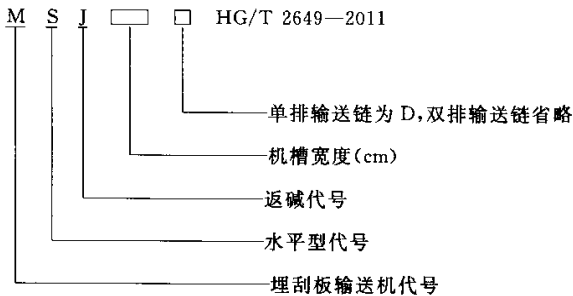 M S J HG/T 2649—2011
单排输送链为 D,双排输送链省略
机槽宽度(cm)
返碱代号
水平型代号
埋刮板输送机代号